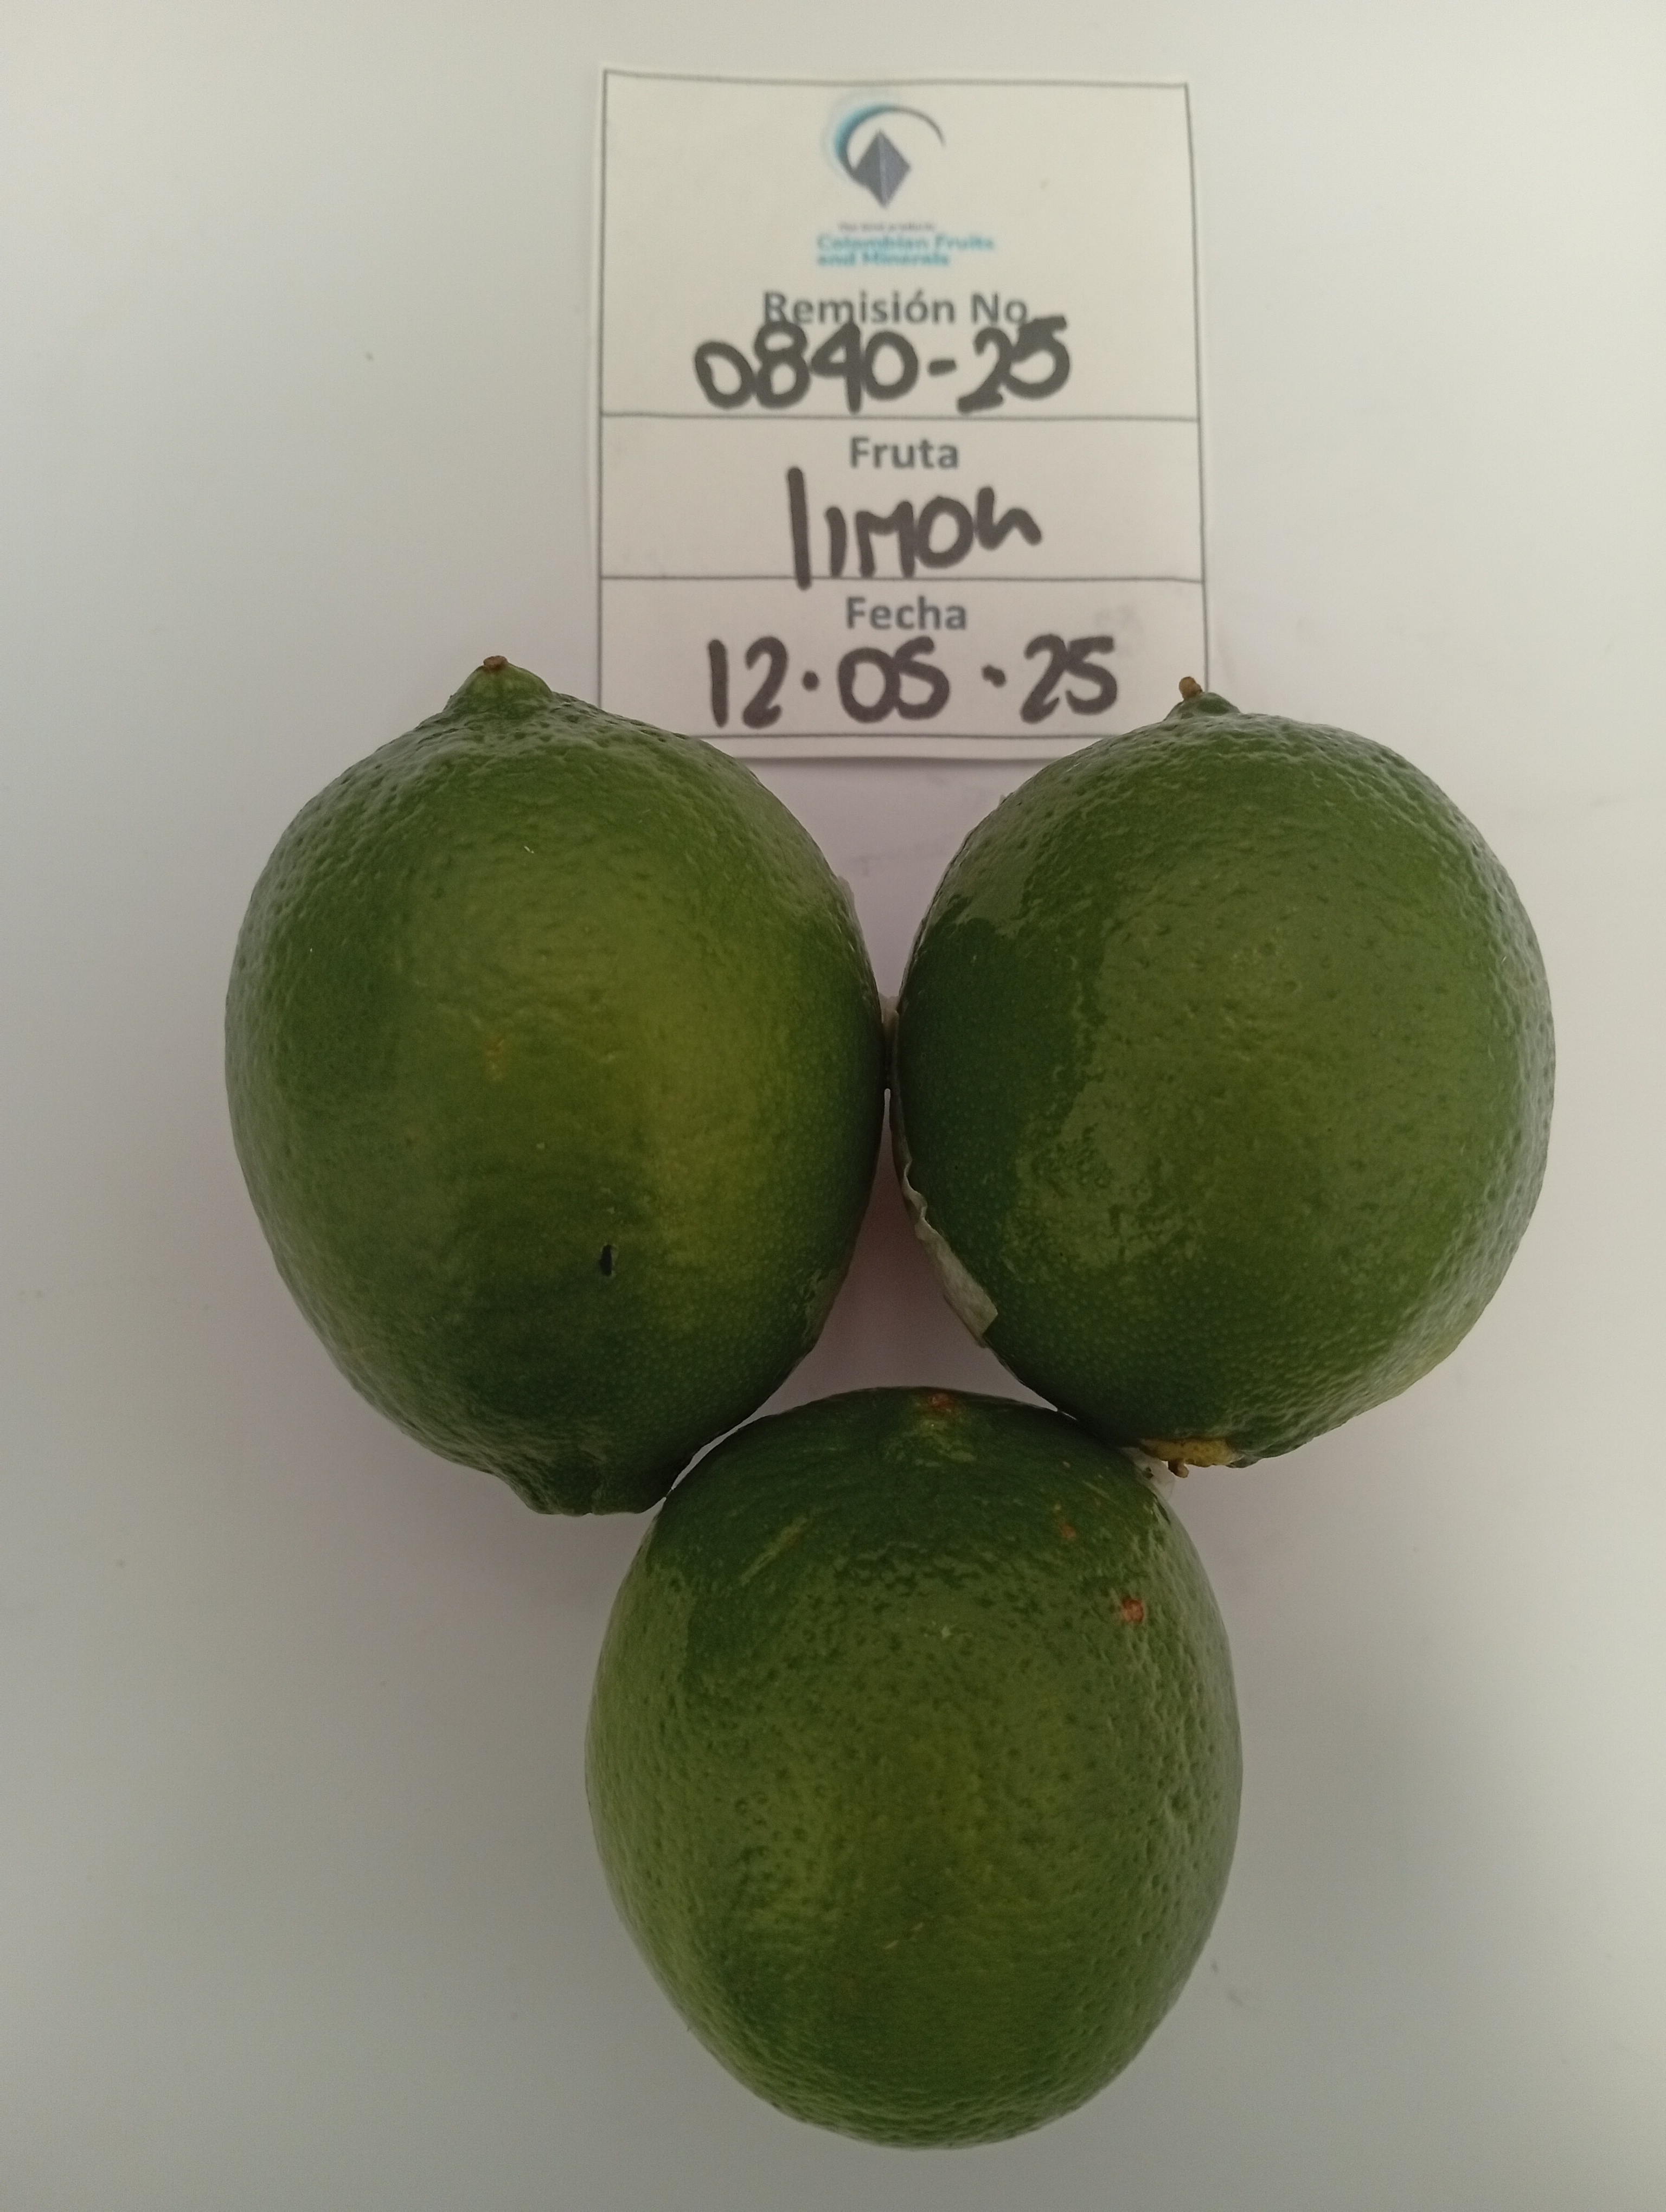 Colombian Fruits
and Minerals
Remisión No.
0840-25
Fruta
limon
Fecha
12.05.25